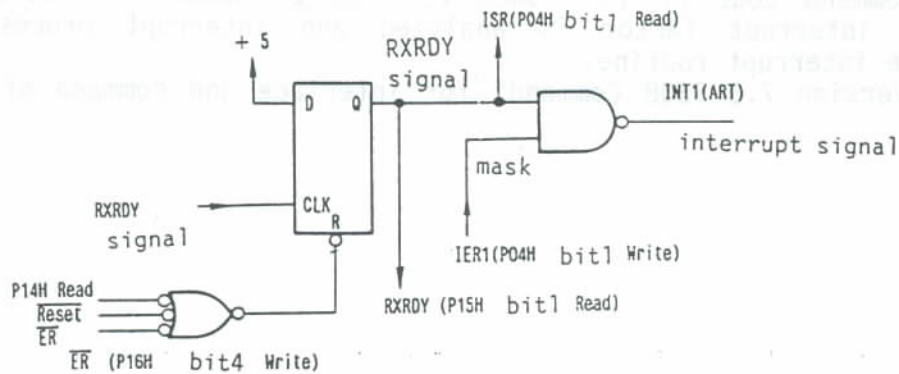 ISR(P04H bit1 Read)
+ 5
RXRDY
signal
INT1(ART)
D
Q
interrupt signal
mask
RXRDY
signal
CLK
R
IER1(P04H bit1 Write)
P14H Read
Reset
ER
RXRDY (P15H bit1 Read)
ER (P16H bit4 Write)